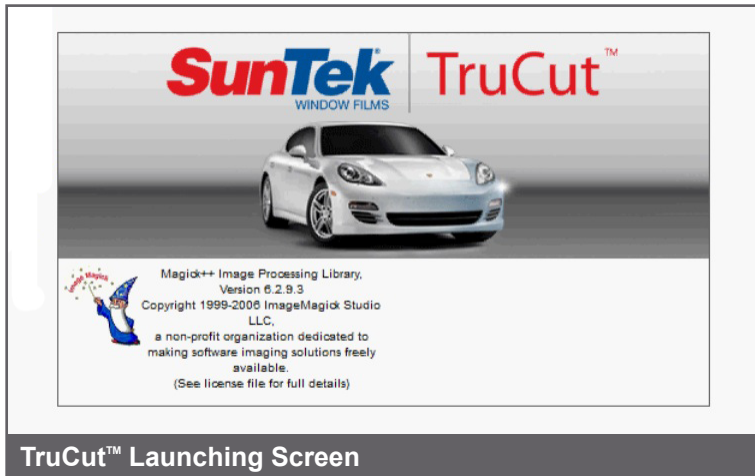 SunTek®
WINDOW FILMS
TruCut™
Image Magick
Magick++ Image Processing Library,
Version 6.2.9.3
Copyright 1999-2006 ImageMagick Studio
LLC,
a non-profit organization dedicated to
making software imaging solutions freely
available.
(See license file for full details)
TruCut™ Launching Screen